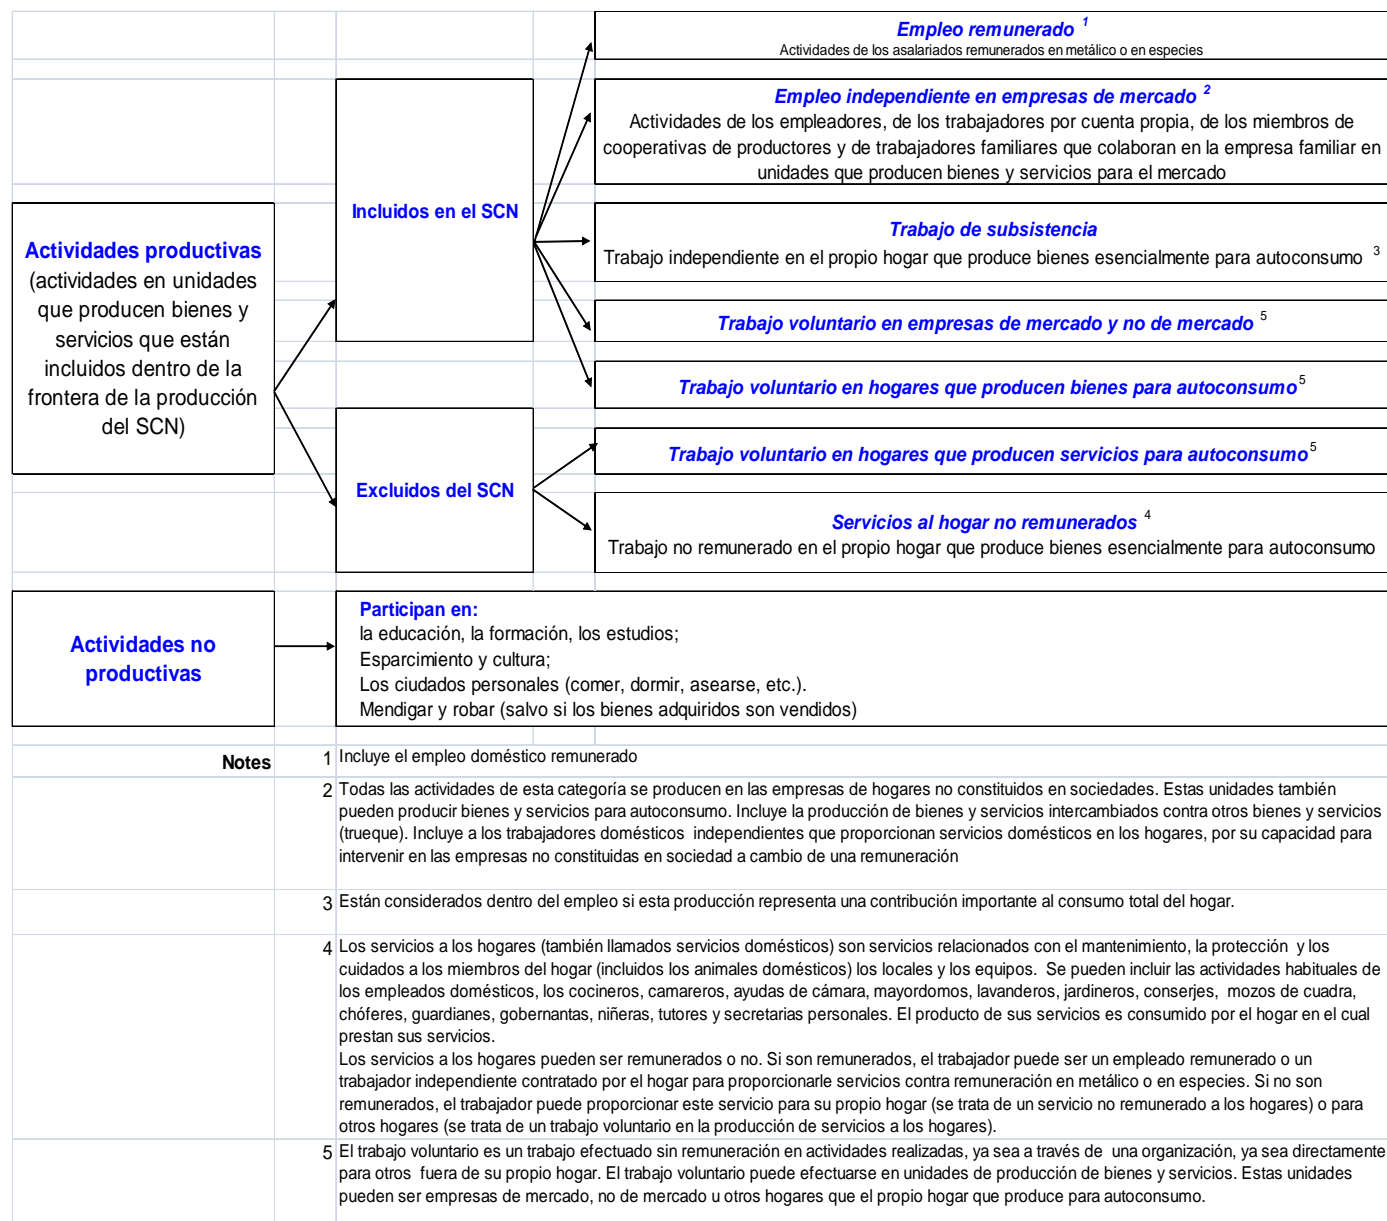 Empleo remunerado 1
Actividades de los asalariados remunerados en metálico o en especies
Empleo independiente en empresas de mercado 2
Actividades de los empleadores, de los trabajadores por cuenta propia, de los miembros de
cooperativas de productores y de trabajadores familiares que colaboran en la empresa familiar en
unidades que producen bienes y servicios para el mercado
Incluidos en el SCN
Trabajo de subsistencia
Trabajo independiente en el propio hogar que produce bienes esencialmente para autoconsumo 3
Actividades productivas
(actividades en unidades
que producen bienes y
servicios que están
incluidos dentro de la
frontera de la producción
del SCN)
Trabajo voluntario en empresas de mercado y no de mercado 5
Trabajo voluntario en hogares que producen bienes para autoconsumo 5
Trabajo voluntario en hogares que producen servicios para autoconsumo 5
Excluidos del SCN
Servicios al hogar no remunerados 4
Trabajo no remunerado en el propio hogar que produce bienes esencialmente para autoconsumo
Actividades no
productivas
Participan en:
la educación, la formación, los estudios;
Esparcimiento y cultura;
Los ciudados personales (comer, dormir, asearse, etc.).
Mendigar y robar (salvo si los bienes adquiridos son vendidos)
Notes
1 Incluye el empleo doméstico remunerado
2 Todas las actividades de esta categoría se producen en las empresas de hogares no constituidos en sociedades. Estas unidades también
pueden producir bienes y servicios para autoconsumo. Incluye la producción de bienes y servicios intercambiados contra otros bienes y servicios
(trueque). Incluye a los trabajadores domésticos independientes que proporcionan servicios domésticos en los hogares, por su capacidad para
intervenir en las empresas no constituidas en sociedad a cambio de una remuneración
3 Están considerados dentro del empleo si esta producción representa una contribución importante al consumo total del hogar.
4 Los servicios a los hogares (también llamados servicios domésticos) son servicios relacionados con el mantenimiento, la protección y los
cuidados a los miembros del hogar (incluidos los animales domésticos) los locales y los equipos. Se pueden incluir las actividades habituales de
los empleados domésticos, los cocineros, camareros, ayudas de cámara, mayordomos, lavanderos, jardineros, conserjes, mozos de cuadra,
chóferes, guardianes, gobernantas, niñeras, tutores y secretarias personales. El producto de sus servicios es consumido por el hogar en el cual
prestan sus servicios.
Los servicios a los hogares pueden ser remunerados o no. Si son remunerados, el trabajador puede ser un empleado remunerado o un
trabajador independiente contratado por el hogar para proporcionarle servicios contra remuneración en metálico o en especies. Si no son
remunerados, el trabajador puede proporcionar este servicio para su propio hogar (se trata de un servicio no remunerado a los hogares) o para
otros hogares (se trata de un trabajo voluntario en la producción de servicios a los hogares).
5 El trabajo voluntario es un trabajo efectuado sin remuneración en actividades realizadas, ya sea a través de una organización, ya sea directamente
para otros fuera de su propio hogar. El trabajo voluntario puede efectuarse en unidades de producción de bienes y servicios. Estas unidades
pueden ser empresas de mercado, no de mercado u otros hogares que el propio hogar que produce para autoconsumo.